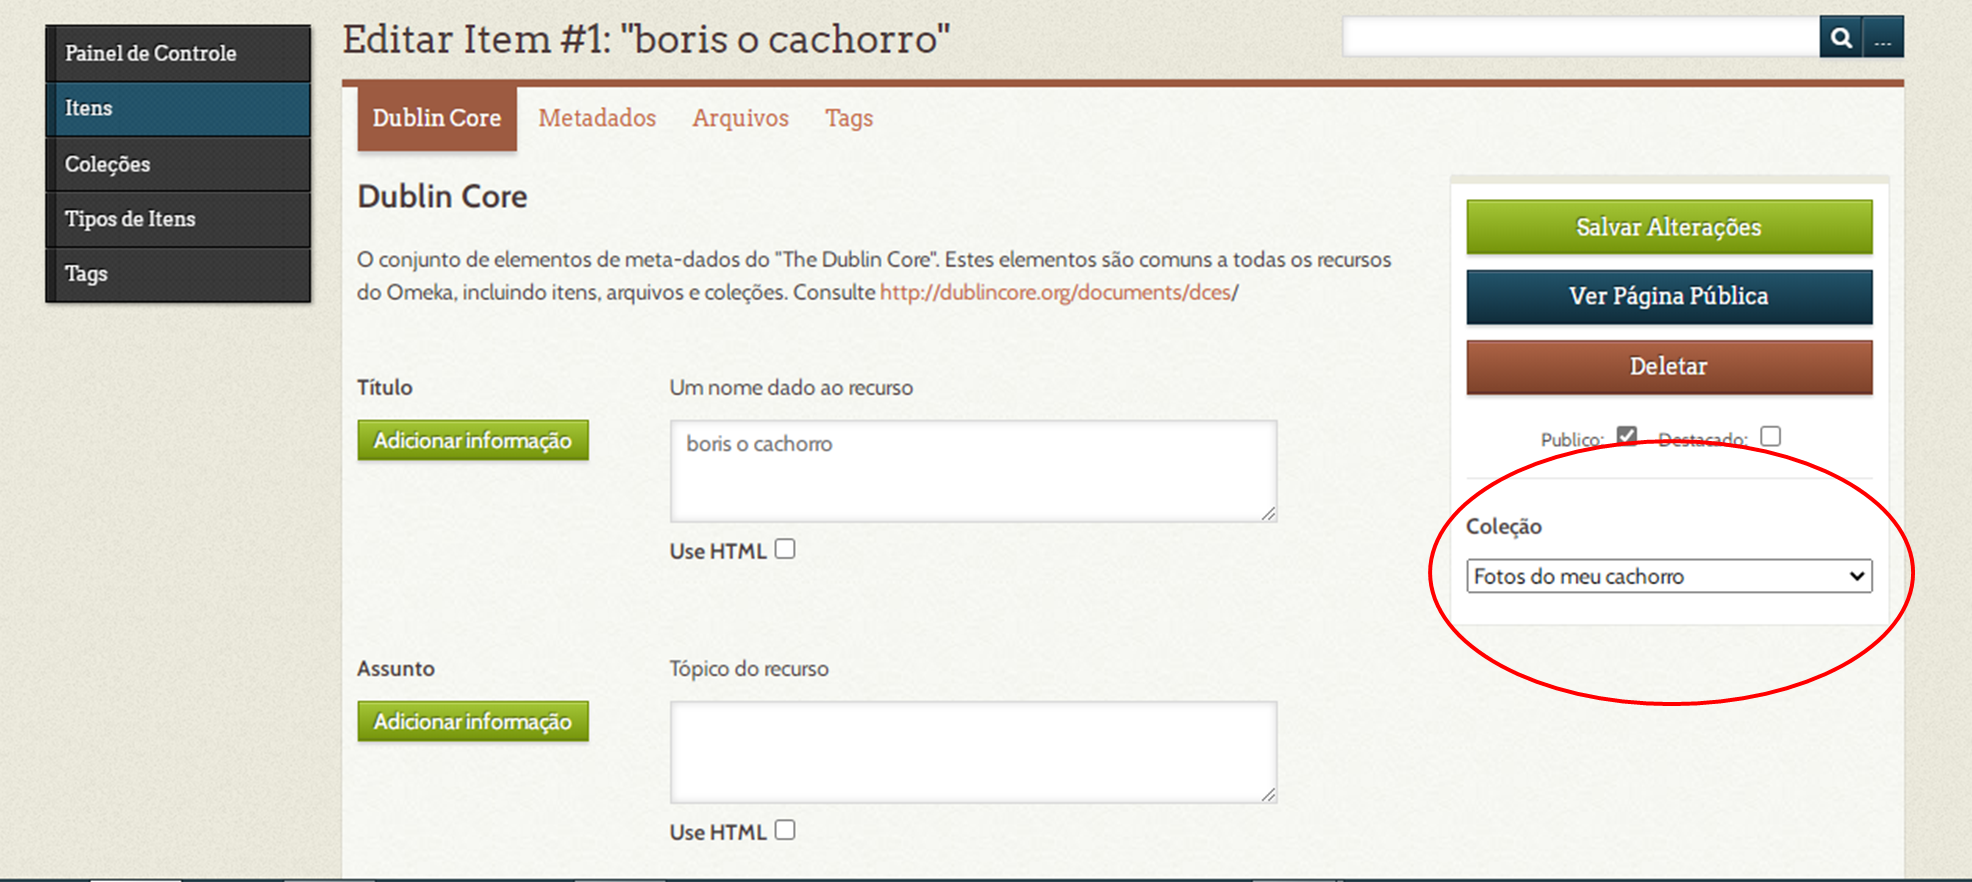 Painel de Controle
Itens
Coleções
Tipos de Itens
Tags
Editar Item #1: "boris o cachorro"
...
Dublin Core
Metadados
Arquivos
Tags
Dublin Core
O conjunto de elementos de meta-dados do "The Dublin Core". Estes elementos são comuns a todas os recursos
do Omeka, incluindo itens, arquivos e coleções. Consulte http://dublincore.org/documents/dces/
Título
Um nome dado ao recurso
Adicionar informação
boris o cachorro
Use HTML
Assunto
Tópico do recurso
Adicionar informação
Use HTML
Salvar Alterações
Ver Página Pública
Deletar
Publico:
Destacado:
Coleção
Fotos do meu cachorro